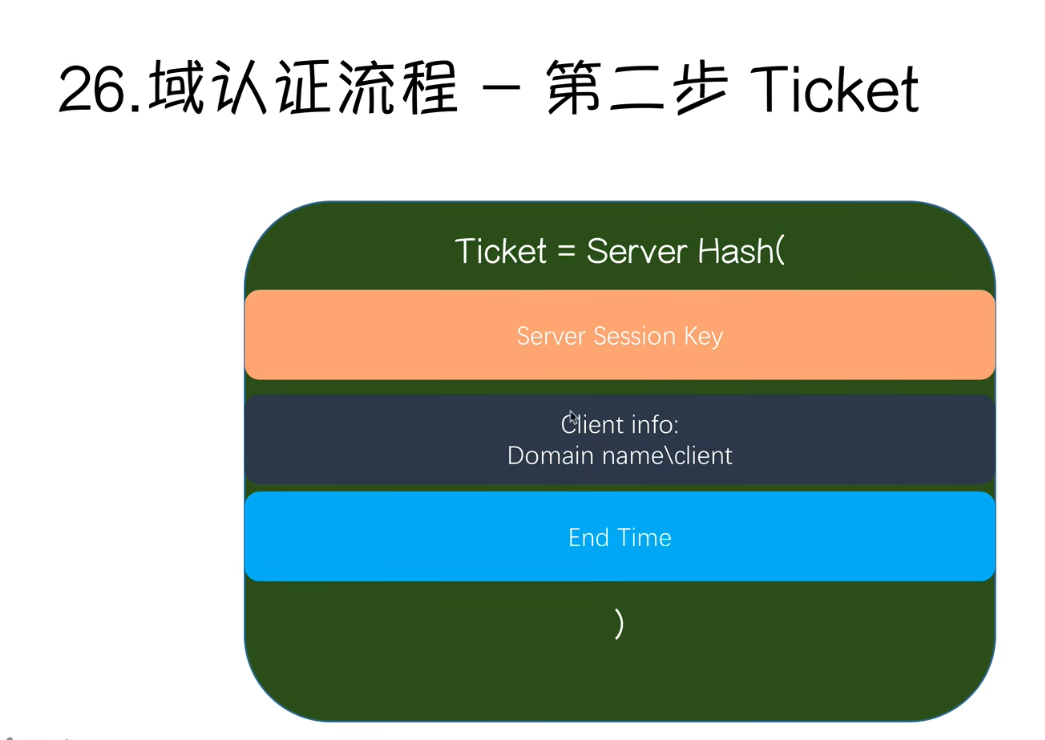 26.域认证流程 – 第二步 Ticket
Ticket = Server Hash(
Server Session Key
Client info:
Domain name\client
End Time
)